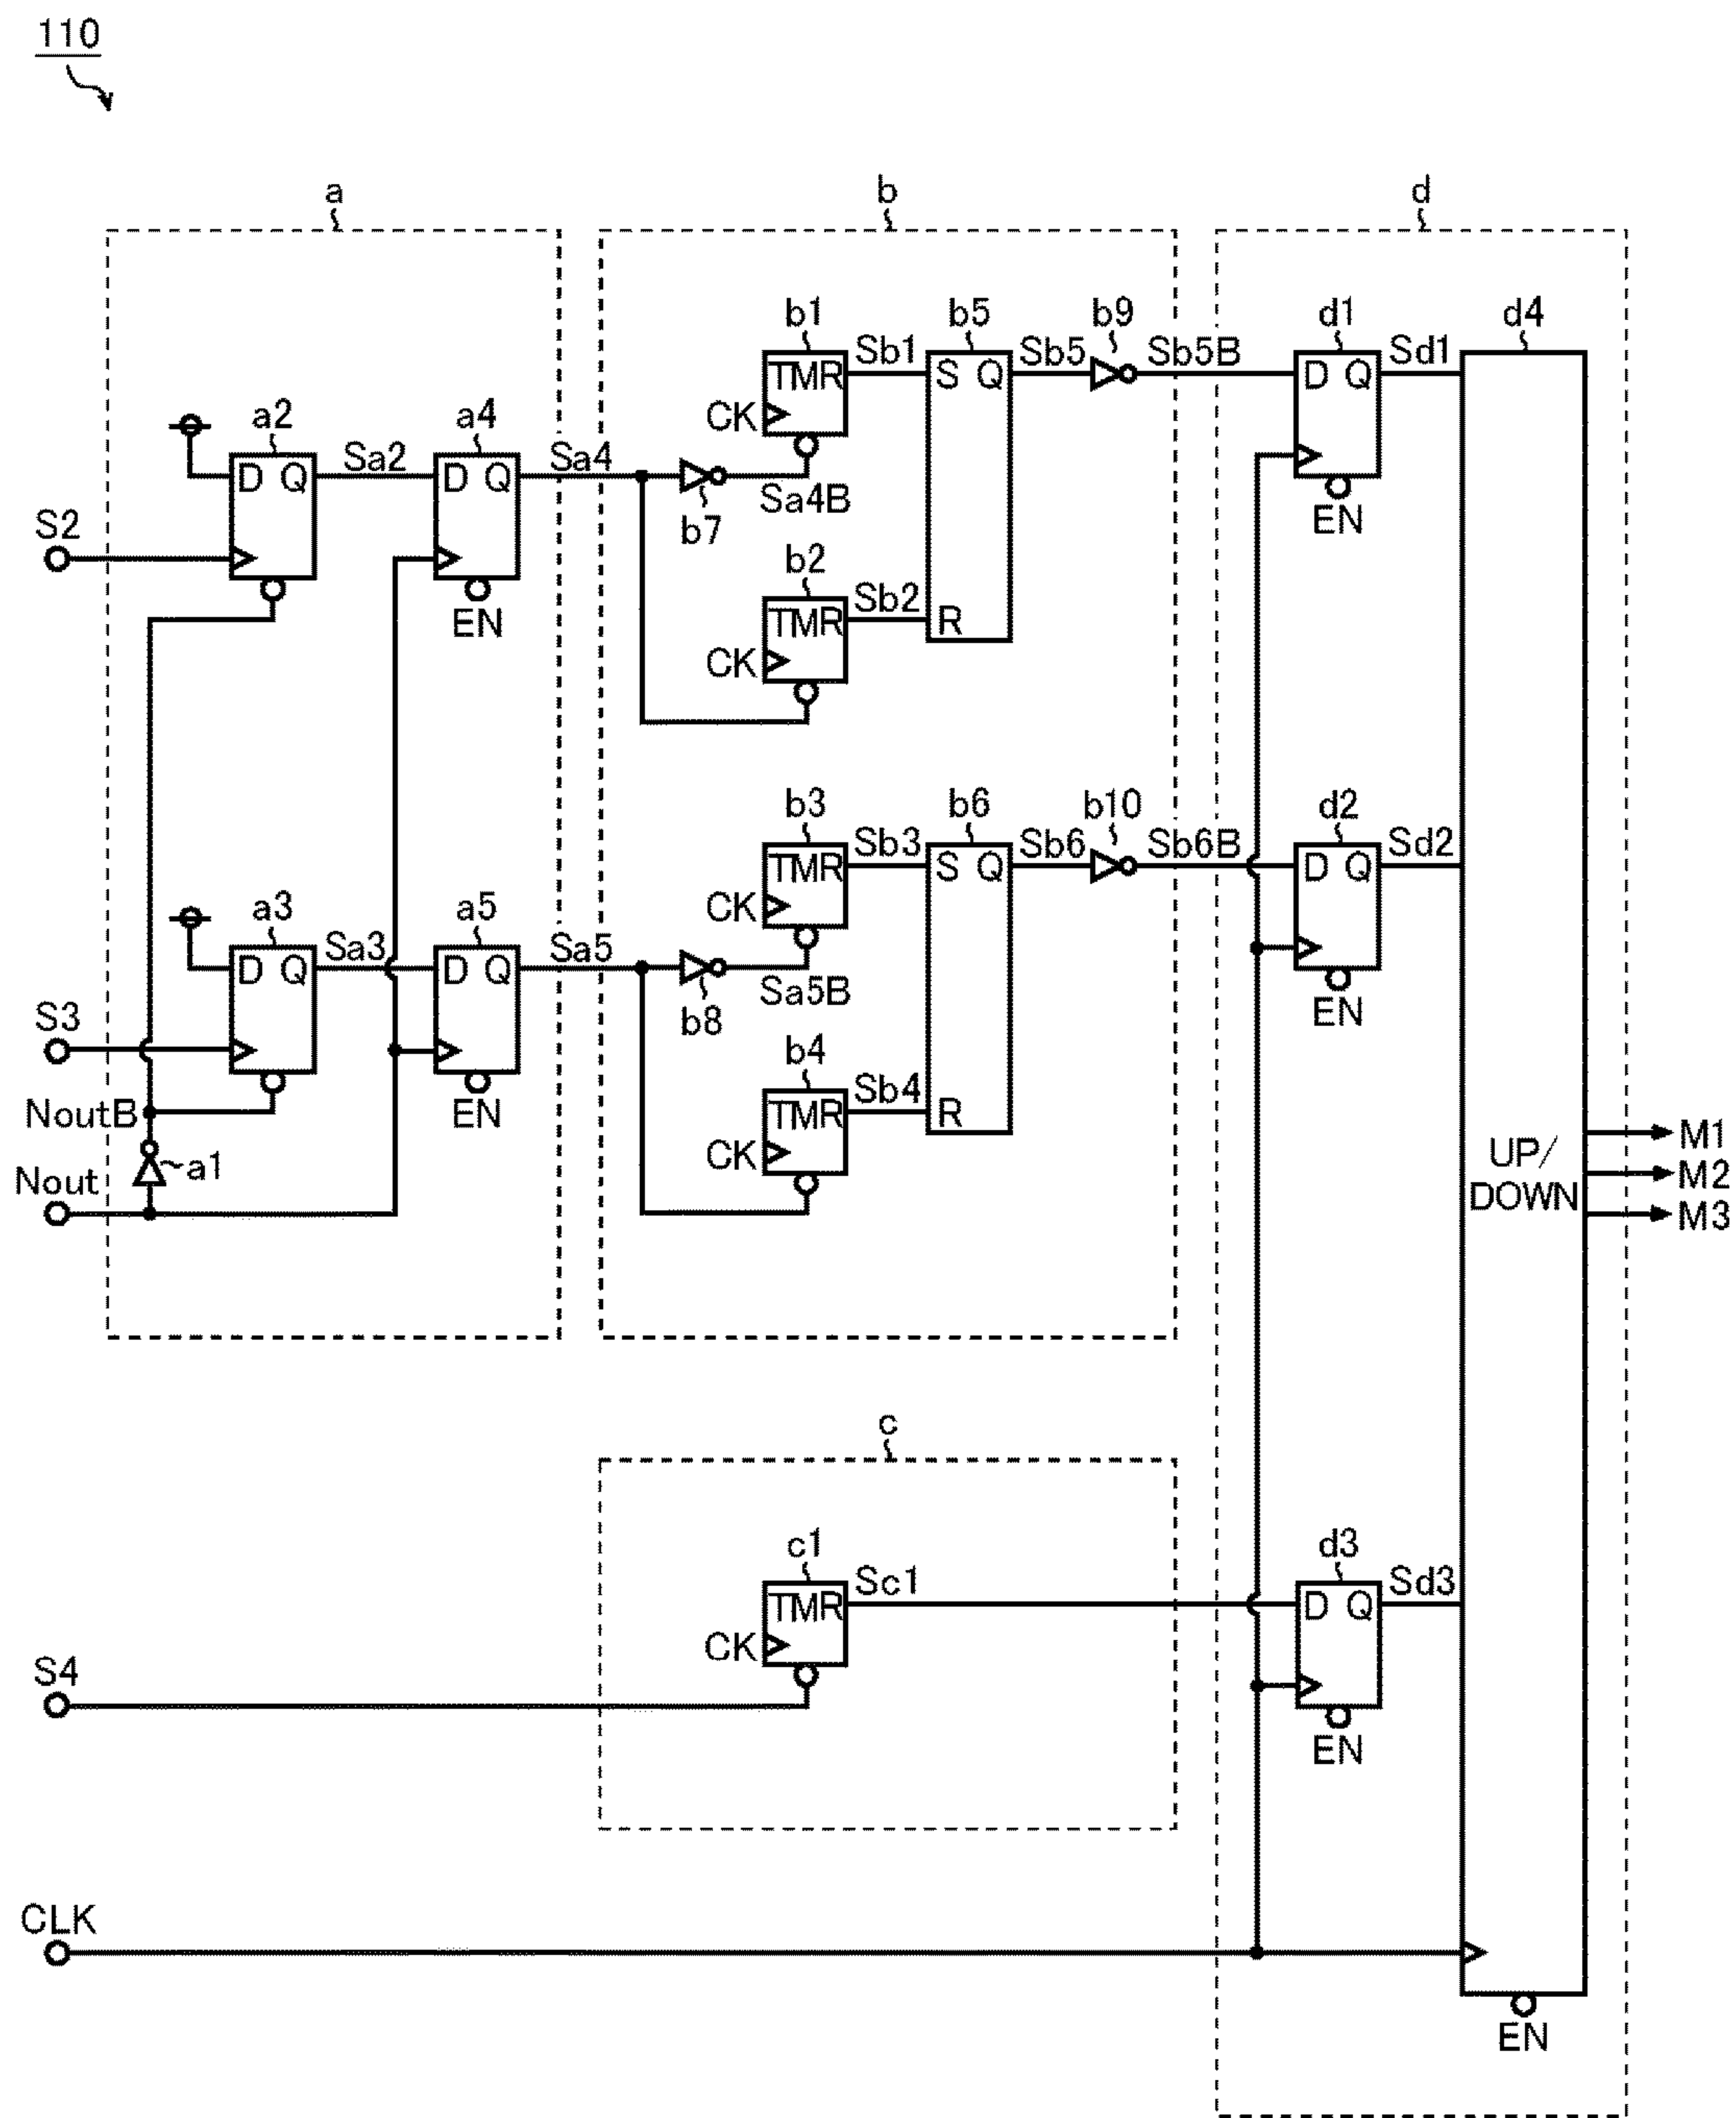 110
a
b
d
b1
b5
b9
d1
d4
Sb1
Sb5
Sb5B
Sd1
TMR
S Q
D Q
CK
a2
a4
Sa2
Sa4
D Q
D Q
Sa4B
b7
EN
S2
b2
Sb2
EN
TMR
R
CK
b3
b6
b10
d2
Sb3
Sb6
Sb6B
Sd2
TMR
S Q
D Q
CK
a3
a5
Sa3
Sa5
D Q
D Q
Sa5B
b8
EN
S3
b4
Sb4
NoutB
EN
TMR
R
CK
a1
Nout
UP/
DOWN
M1
M2
M3
c
c1
Sc1
d3
Sd3
TMR
D Q
CK
S4
EN
CLK
EN